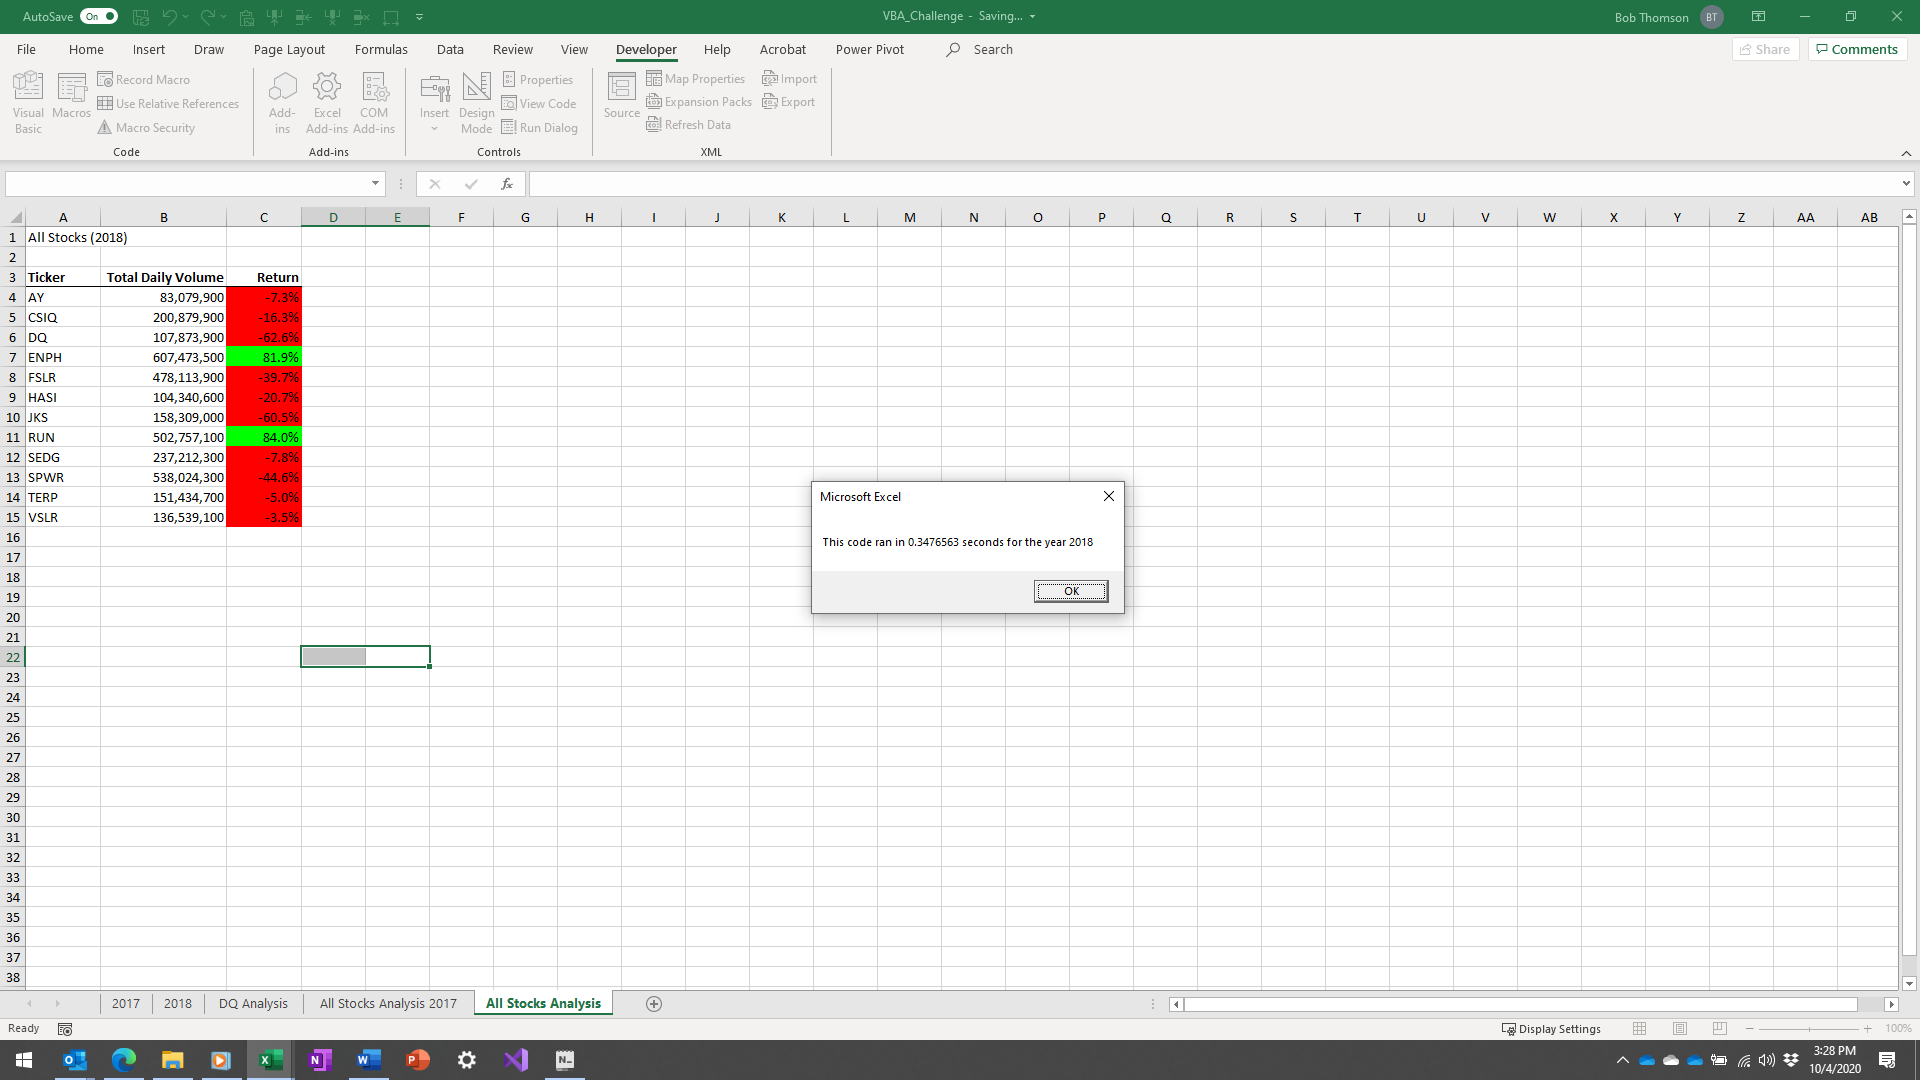 AutoSave On VBA_Challenge - Saving... Bob Thomson BT
File Home Insert Draw Page Layout Formulas Data Review View Developer Help Acrobat Power Pivot Search Share Comments
Visual Basic
Macros
Record Macro
Use Relative References
Macro Security
Code
Add-ins
Excel Add-ins
COM Add-ins
Add-ins
Insert
Design Mode
Properties
View Code
Run Dialog
Controls
Source
Map Properties
Expansion Packs
Refresh Data
Import
Export
XML
fx
A B C D E F G H I J K L M N O P Q R S T U V W X Y Z AA AB
1 All Stocks (2018)
2
3 Ticker Total Daily Volume Return
4 AY 83,079,900 -7.3%
5 CSIQ 200,879,900 -16.3%
6 DQ 107,873,900 -62.6%
7 ENPH 607,473,500 81.9%
8 FSLR 478,113,900 -39.7%
9 HASI 104,340,600 -20.7%
10 JKS 158,309,000 -60.5%
11 RUN 502,757,100 84.0%
12 SEDG 237,212,300 -7.8%
13 SPWR 538,024,300 -44.6%
14 TERP 151,434,700 -5.0%
15 VSLR 136,539,100 -3.5%
16
17
18
19
20
21
22
23
24
25
26
27
28
29
30
31
32
33
34
35
36
37
38
Microsoft Excel
This code ran in 0.3476563 seconds for the year 2018
OK
2017 2018 DQ Analysis All Stocks Analysis 2017 All Stocks Analysis
Ready Display Settings 100%
3:28 PM
10/4/2020